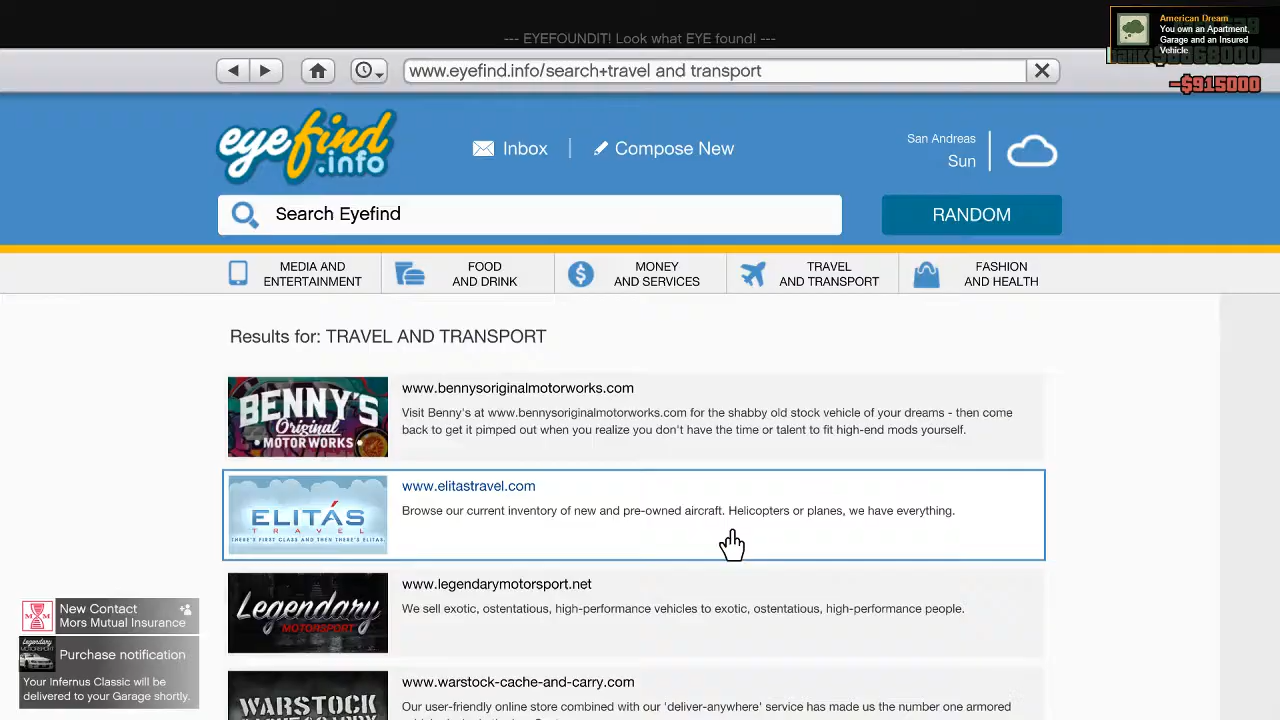 --- EYEFOUNDIT! Look what EYE found! ---
American Dream
You own an Apartment,
Garage and an Insured
Vehicle
-$915000
www.eyefind.info/search+travel and transport
eyefind
.info
Inbox
Compose New
San Andreas
Sun
Search Eyefind
RANDOM
MEDIA AND
ENTERTAINMENT
FOOD
AND DRINK
MONEY
AND SERVICES
TRAVEL
AND TRANSPORT
FASHION
AND HEALTH
Results for: TRAVEL AND TRANSPORT
BENNY'S
Original
MOTOR WORKS
www.bennysoriginalmotorworks.com
Visit Benny's at www.bennysoriginalmotorworks.com for the shabby old stock vehicle of your dreams - then come
back to get it pimped out when you realize you don't have the time or talent to fit high-end mods yourself.
ELITÁS
TRAVEL
THERE'S FIRST CLASS AND THEN THERE'S ELITAS.
www.elitastravel.com
Browse our current inventory of new and pre-owned aircraft. Helicopters or planes, we have everything.
Legendary
MOTORSPORT
www.legendarymotorsport.net
We sell exotic, ostentatious, high-performance vehicles to exotic, ostentatious, high-performance people.
WARSTOCK
www.warstock-cache-and-carry.com
Our user-friendly online store combined with our 'deliver-anywhere' service has made us the number one armored
New Contact
Mors Mutual Insurance
Legendary
MOTORSPORT
Purchase notification
Your Infernus Classic will be
delivered to your Garage shortly.